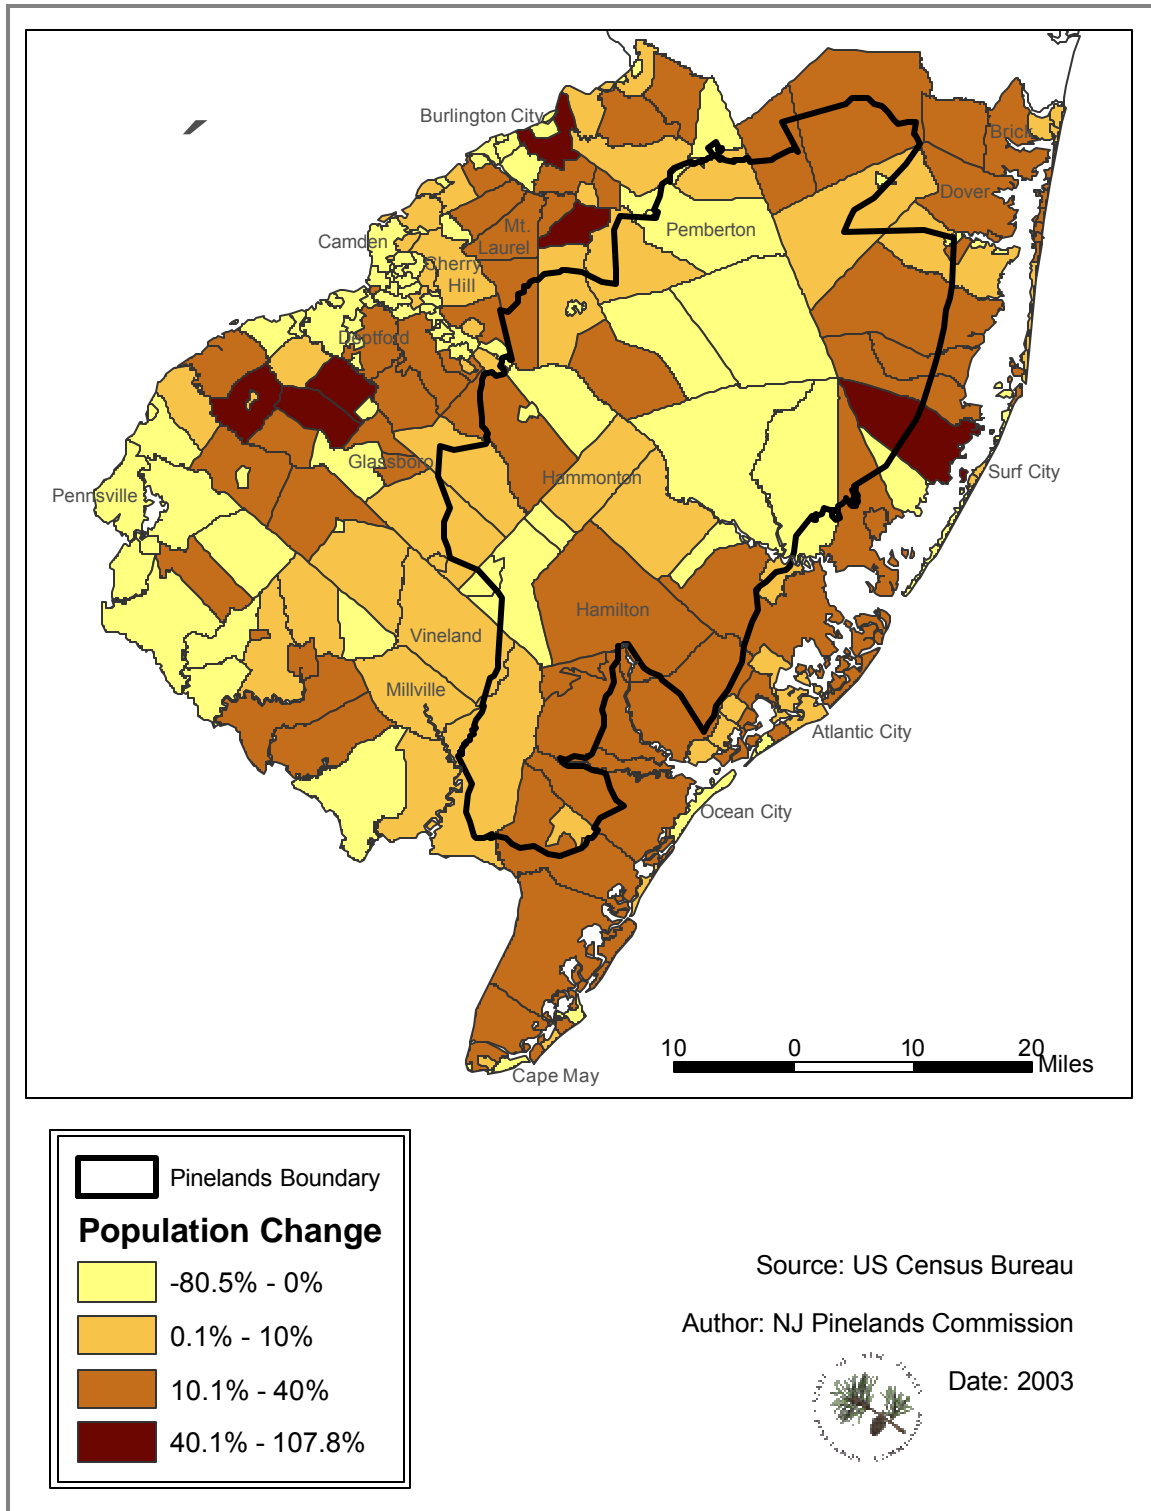 Burlington City
Brick
Dover
Mt.
Laurel
Pemberton
Camden
Cherry
Hill
Deptford
Glassboro
Hammonton
Surf City
Pennsville
Hamilton
Vineland
Millville
Atlantic City
Ocean City
10 0 10 20
Miles
Cape May
Pinelands Boundary
Population Change
-80.5% - 0%
0.1% - 10%
10.1% - 40%
40.1% - 107.8%
Source: US Census Bureau
Author: NJ Pinelands Commission
Date: 2003